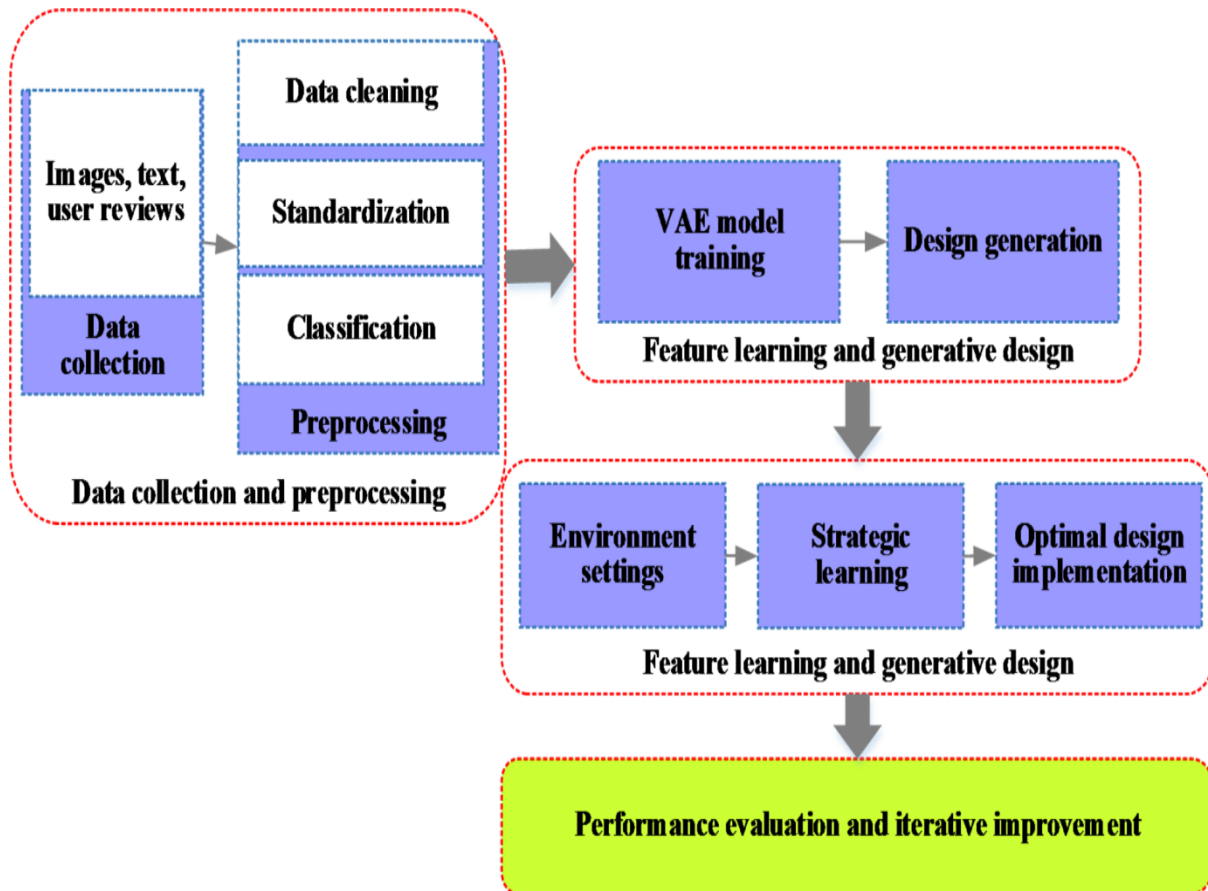 Images, text,
user reviews
Data
collection
Data cleaning
Standardization
Classification
Preprocessing
Data collection and preprocessing
VAE model
training
Design generation
Feature learning and generative design
Environment
settings
Strategic
learning
Optimal design
implementation
Feature learning and generative design
Performance evaluation and iterative improvement